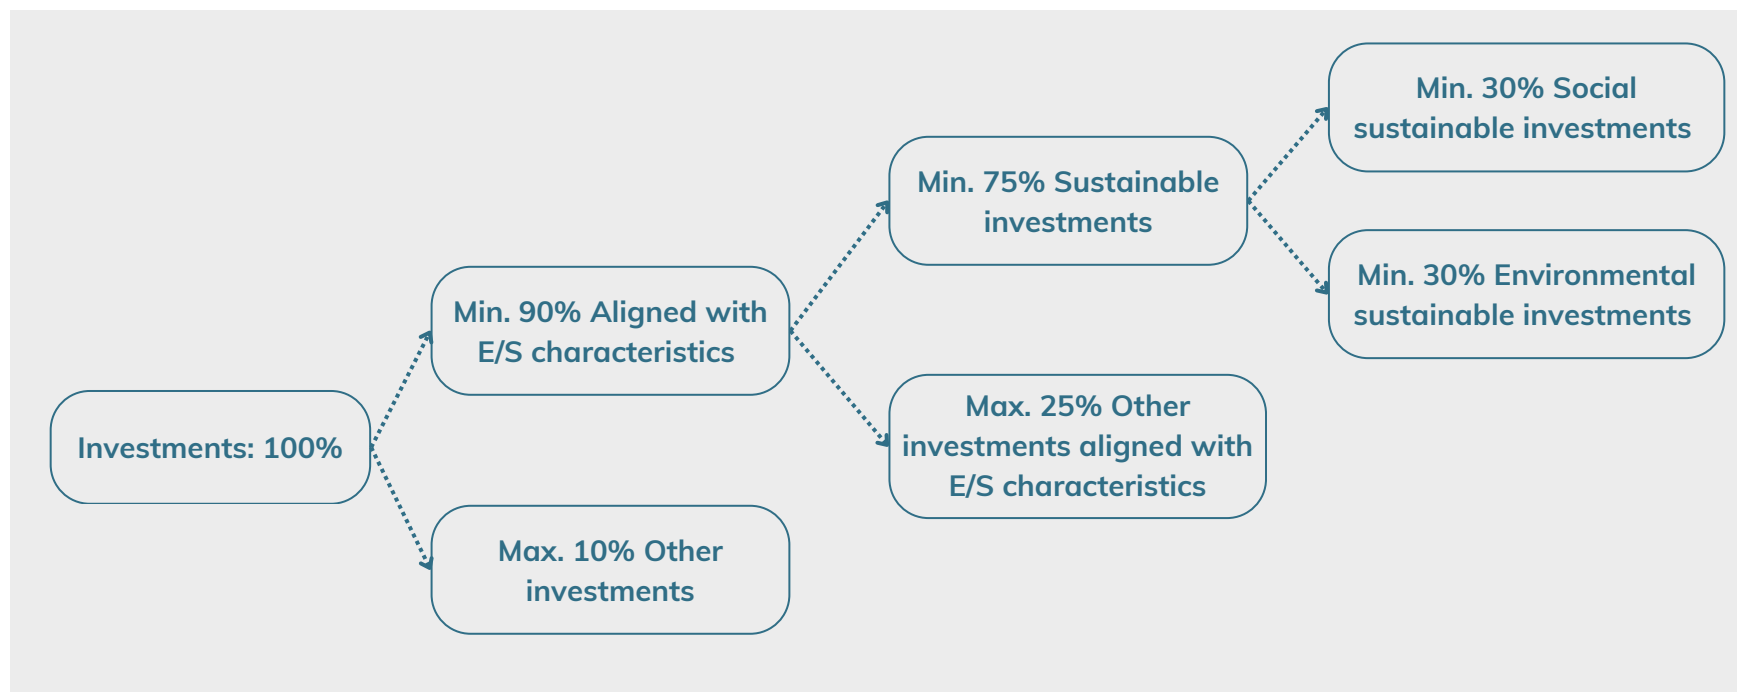 Investments: 100%
Min. 90% Aligned with
E/S characteristics
Max. 10% Other
investments
Min. 75% Sustainable
investments
Max. 25% Other
investments aligned with
E/S characteristics
Min. 30% Social
sustainable investments
Min. 30% Environmental
sustainable investments